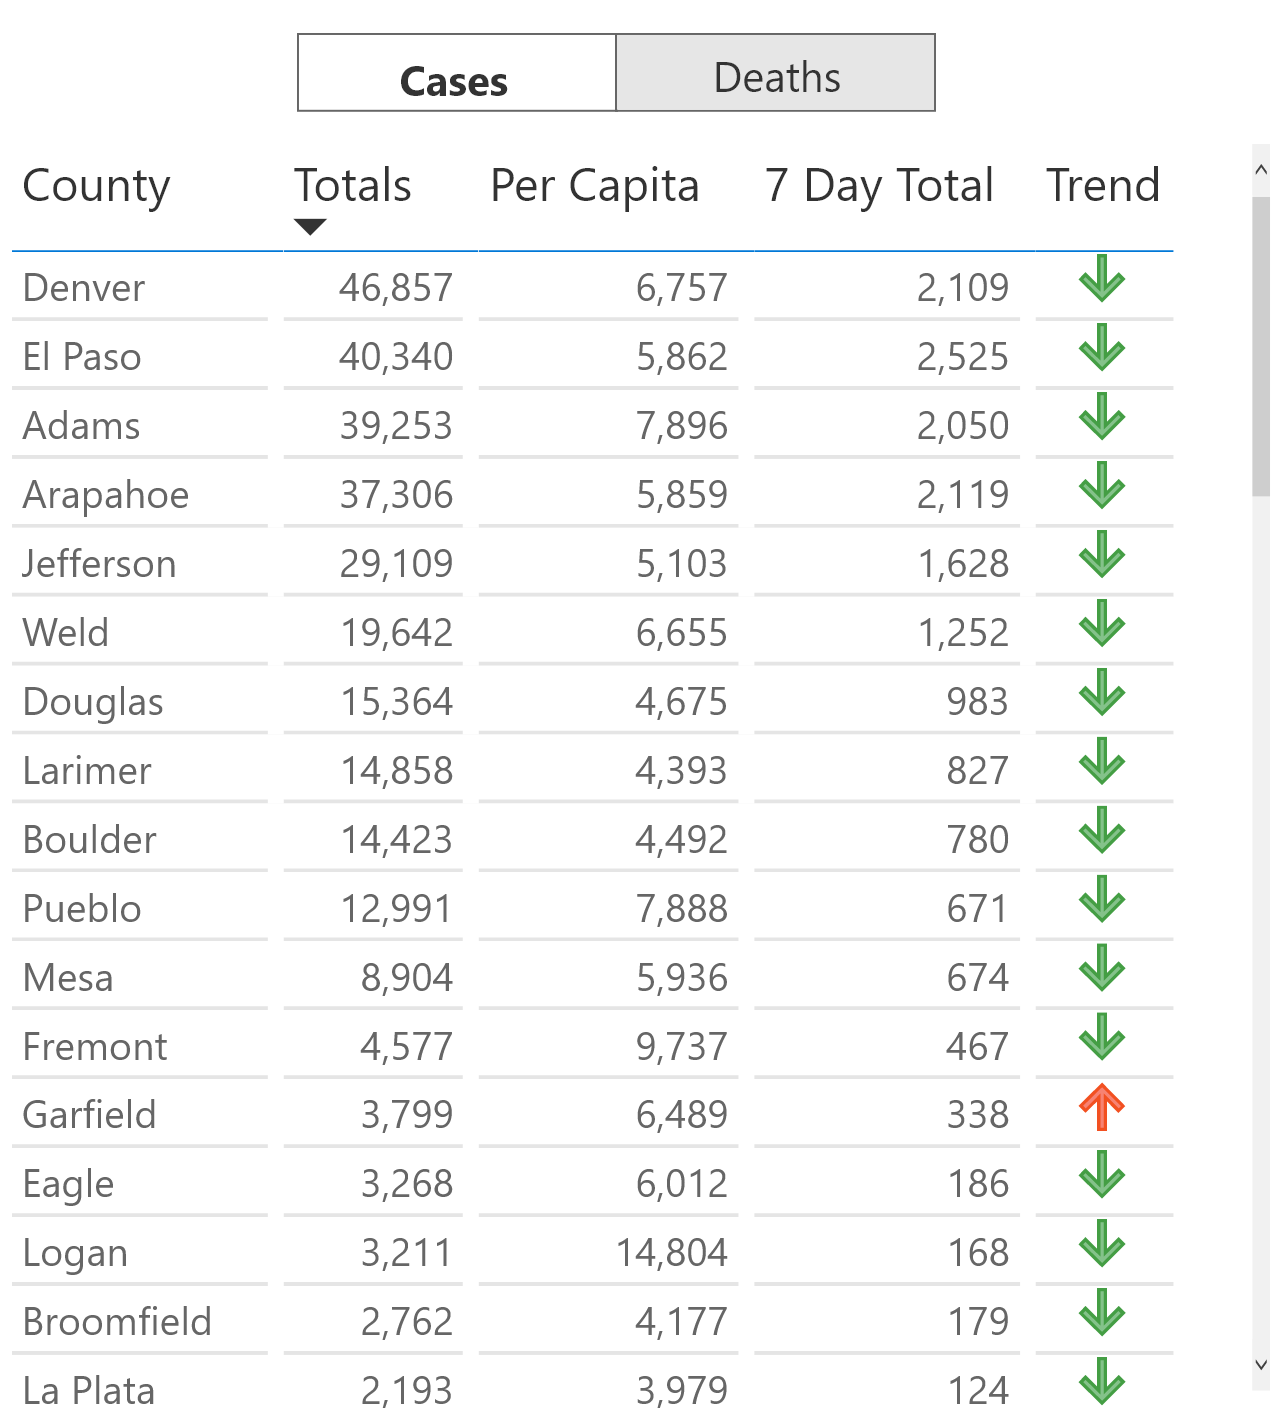 Cases Deaths
County Totals Per Capita 7 Day Total Trend
Denver 46,857 6,757 2,109
El Paso 40,340 5,862 2,525
Adams 39,253 7,896 2,050
Arapahoe 37,306 5,859 2,119
Jefferson 29,109 5,103 1,628
Weld 19,642 6,655 1,252
Douglas 15,364 4,675 983
Larimer 14,858 4,393 827
Boulder 14,423 4,492 780
Pueblo 12,991 7,888 671
Mesa 8,904 5,936 674
Fremont 4,577 9,737 467
Garfield 3,799 6,489 338
Eagle 3,268 6,012 186
Logan 3,211 14,804 168
Broomfield 2,762 4,177 179
La Plata 2,193 3,979 124